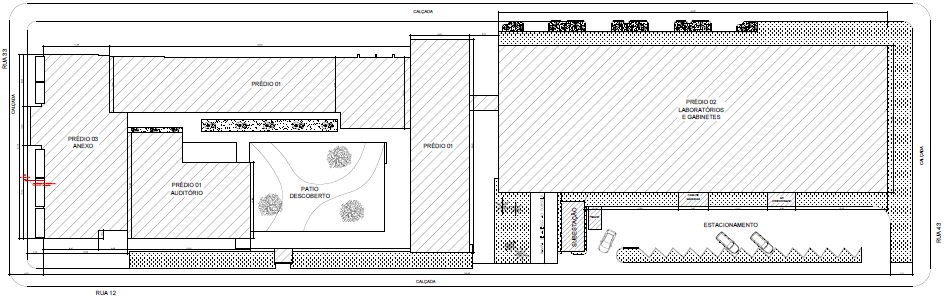 CALÇADA
RUA 33
CALÇADA
PRÉDIO 01
PRÉDIO 02
LABORATÓRIOS
E GABINETES
PRÉDIO 03
ANEXO
PRÉDIO 01
CALÇADA
PRÉDIO 01
AUDITÓRIO
PATIO
DESCOBERTO
SUBESTAÇÃO
ESTACIONAMENTO
RUA 43
CALÇADA
RUA 12